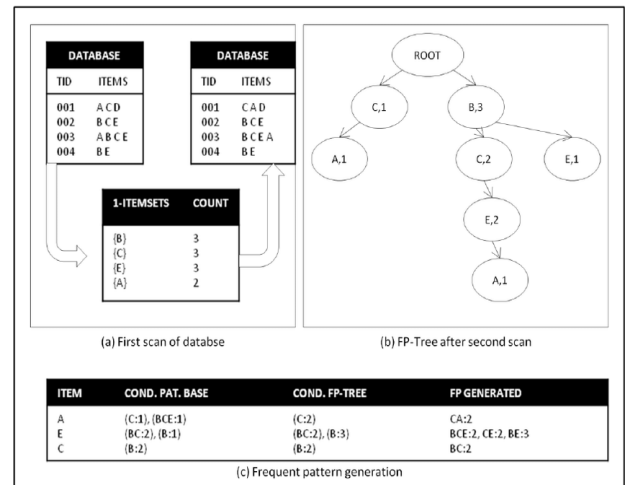 DATABASE
TID ITEMS
001 A C D
002 B C E
003 A B C E
004 B E
DATABASE
TID ITEMS
001 C A D
002 B C E
003 B C E A
004 B E
1-ITEMSETS COUNT
{B} 3
{C} 3
{E} 3
{A} 2
(a) First scan of databse
ROOT
C,1
B,3
A,1
C,2
E,1
E,2
A,1
(b) FP-Tree after second scan
ITEM COND. PAT. BASE COND. FP-TREE FP GENERATED
A {C:1}, {BCE:1} {C:2} CA:2
E {BC:2}, {B:1} {BC:2}, {B:3} BCE:2, CE:2, BE:3
C {B:2} {B:2} BC:2
(c) Frequent pattern generation